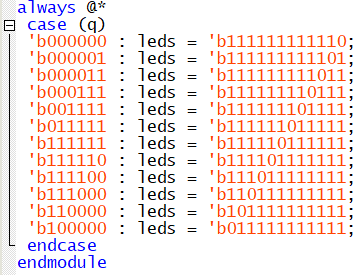 always @*
case (q)
'b000000 : leds = 'b111111111110;
'b000001 : leds = 'b111111111101;
'b000011 : leds = 'b111111111011;
'b000111 : leds = 'b111111110111;
'b001111 : leds = 'b111111101111;
'b011111 : leds = 'b111111011111;
'b111111 : leds = 'b111110111111;
'b111110 : leds = 'b111101111111;
'b111100 : leds = 'b111011111111;
'b111000 : leds = 'b110111111111;
'b110000 : leds = 'b101111111111;
'b100000 : leds = 'b011111111111;
endcase
endmodule